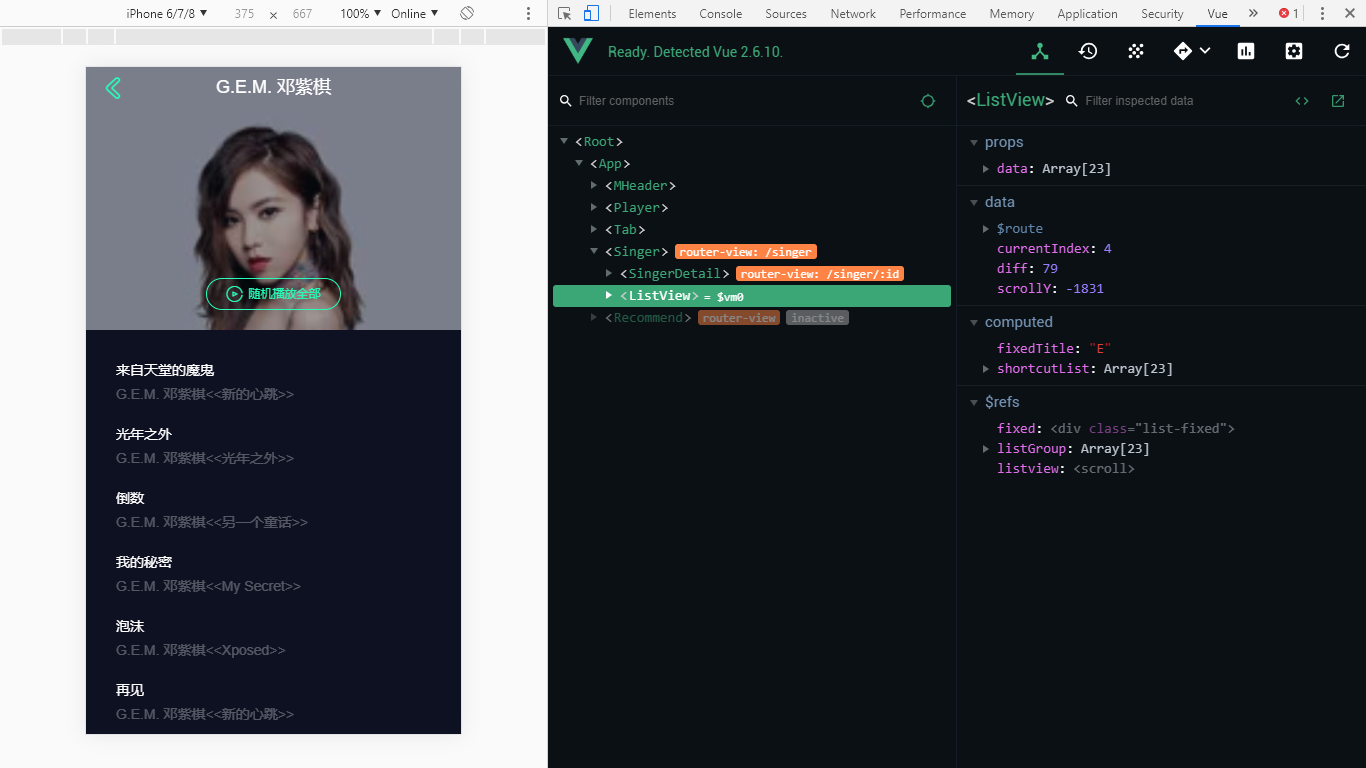 iPhone 6/7/8 ▼ 375 × 667 100% ▼ Online ▼
G.E.M. 邓紫棋
随机播放全部
来自天堂的魔鬼
G.E.M. 邓紫棋<<新的心跳>>
光年之外
G.E.M. 邓紫棋<<光年之外>>
倒数
G.E.M. 邓紫棋<<另一个童话>>
我的秘密
G.E.M. 邓紫棋<<My Secret>>
泡沫
G.E.M. 邓紫棋<<Xposed>>
再见
G.E.M. 邓紫棋<<新的心跳>>
Elements Console Sources Network Performance Memory Application Security Vue » 1
Ready. Detected Vue 2.6.10.
Filter components
<Root>
<App>
<MHeader>
<Player>
<Tab>
<Singer> router-view: /singer
<SingerDetail> router-view: /singer/:id
<ListView> = $vm0
<Recommend> router-view inactive
<ListView> Filter inspected data
props
data: Array[23]
data
$route
currentIndex: 4
diff: 79
scrollY: -1831
computed
fixedTitle: "E"
shortcutList: Array[23]
$refs
fixed: <div class="list-fixed">
listGroup: Array[23]
listview: <scroll>